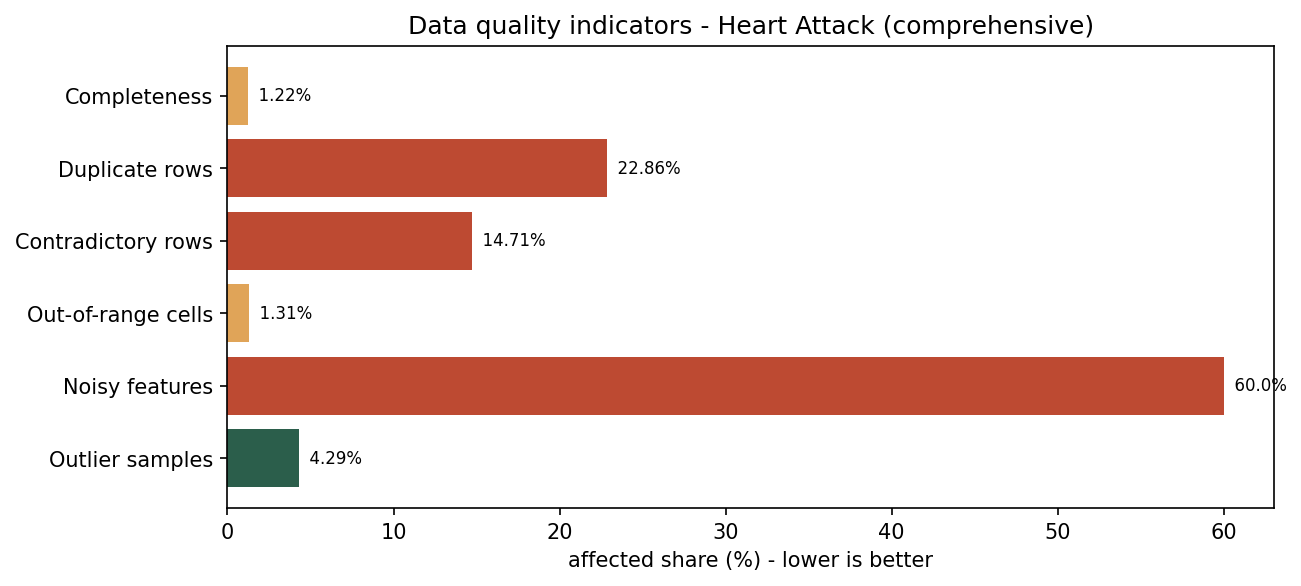 Data quality indicators - Heart Attack (comprehensive)
Completeness 1.22%
Duplicate rows 22.86%
Contradictory rows 14.71%
Out-of-range cells 1.31%
Noisy features 60.0%
Outlier samples 4.29%
0 10 20 30 40 50 60
affected share (%) - lower is better